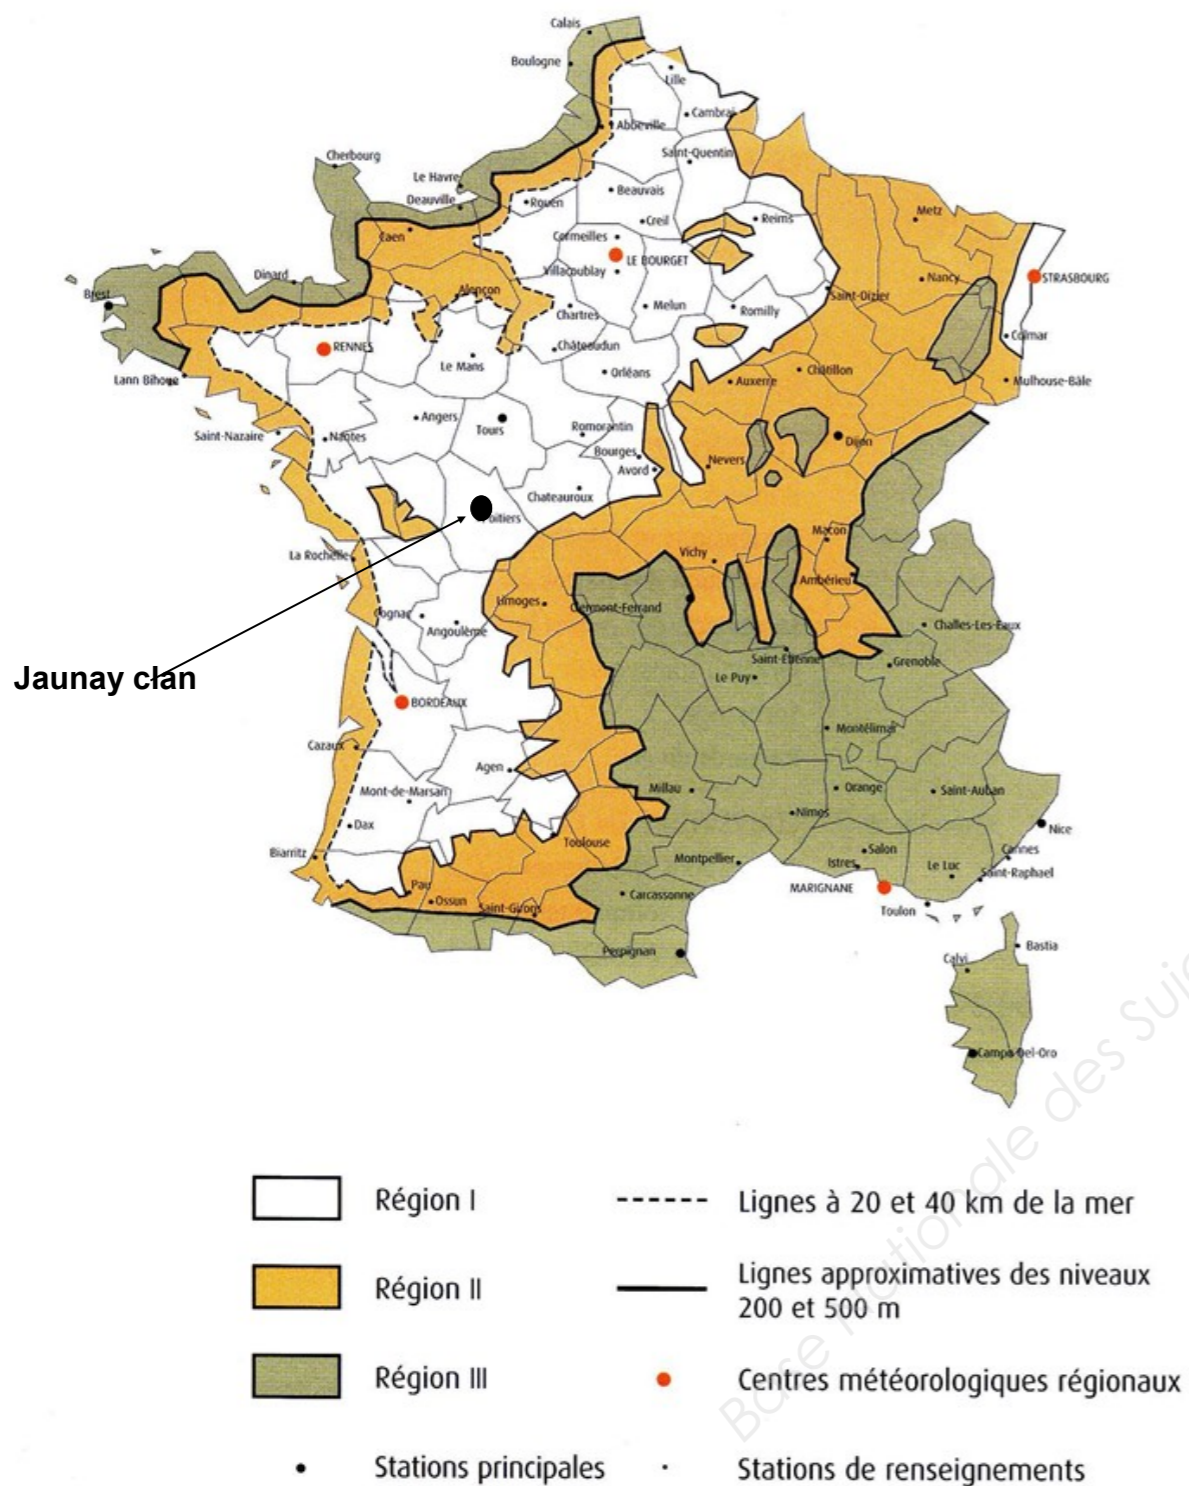 Calais
Boulogne
Lille
Cambrai
Abbeville
Saint-Quentin
Cherbourg
Le Havre
Deauville
Rouen
Beauvais
Creil
Reims
Metz
Caen
Cormeilles
LE BOURGET
Villacoublay
Nancy
STRASBOURG
Dinard
Brest
Alençon
Chartres
Melun
Romilly
Saint-Dizier
RENNES
Châteaudun
Colmar
Le Mans
Orléans
Châtillon
Lann Bihoue
Auxerre
Mulhouse-Bâle
Angers
Tours
Romorantin
Saint-Nazaire
Nantes
Bourges
Dijon
Avord
Nevers
Chateauroux
Poitiers
Macon
La Rochelle
Vichy
Ambérieu
Limoges
Clermont-Ferrand
Cognac
Angoulème
Challes-Les-Eaux
Saint-Etienne
Grenoble
Jaunay clan
Le Puy
BORDEAUX
Montélimar
Cazaux
Agen
Mont-de-Marsan
Millau
Orange
Saint-Auban
Dax
Nimes
Nice
Toulouse
Biarritz
Montpellier
Salon
Cannes
Istres
Le Luc
Saint-Raphael
Pau
Ossun
Carcassonne
MARIGNANE
Saint-Girons
Toulon
Perpignan
Bastia
Calvi
Campo Del-Oro
Région I
Lignes à 20 et 40 km de la mer
Région II
Lignes approximatives des niveaux
200 et 500 m
Région III
Centres météorologiques régionaux
Stations principales
Stations de renseignements
Base Nationale des